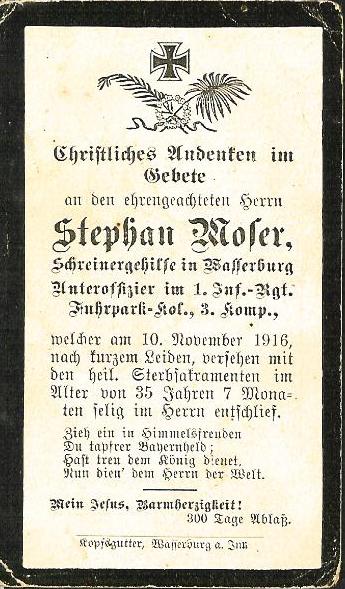 Christliches Andenken im
Gebete
an den ehrengeachteten Herrn
Stephan Moser,
Schreinergehilfe in Wasserburg
Unteroffizier im 1. Inf.-Rgt.
Fuhrpark-Kol., 3. Komp.,
welcher am 10. November 1916,
nach kurzem Leiden, versehen mit
den heil. Sterbsakramenten im
Alter von 35 Jahren 7 Mona-
ten selig im Herrn entschlief.
Zieh ein in Himmelsfreuden
Du tapfrer Bayernheld;
Hast treu dem König dienet,
Nun dien' dem Herrn der Welt.
Mein Jesus, Barmherzigkeit!
300 Tage Ablaß.
Kopfsgutter, Wasserburg a. Inn